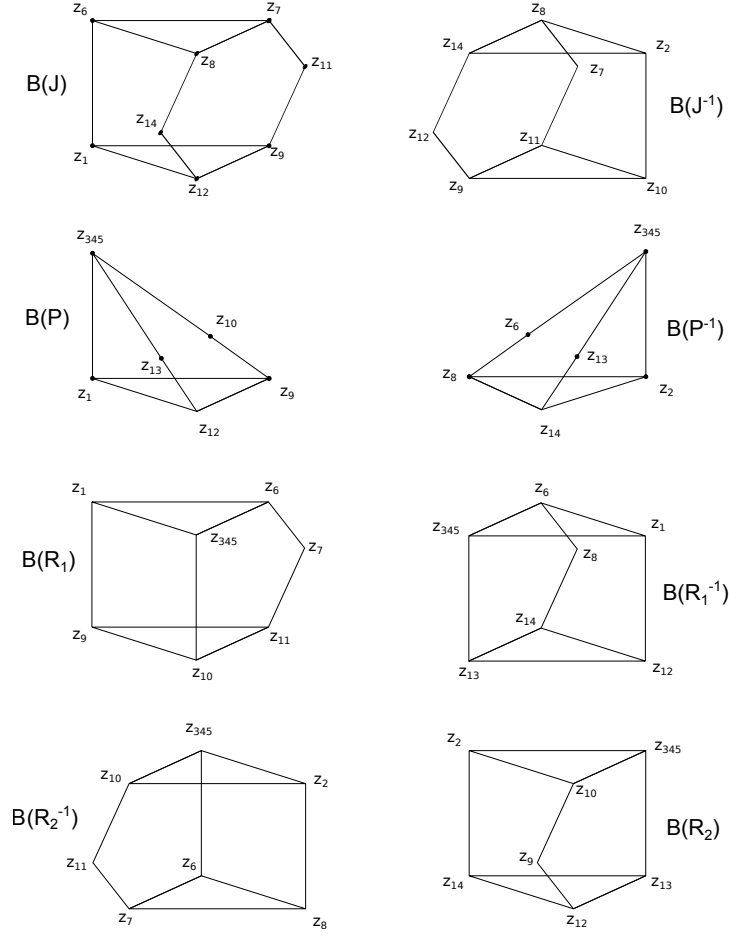 z₆ z₇
z₈ z₁₁
B(J)
z₁₄
z₁ z₉
z₁₂
z₈
z₁₄ z₂
z₇
B(J⁻¹)
z₁₂ z₁₁
z₉ z₁₀
z₃₄₅
B(P) z₁₀
z₁₃
z₁ z₉
z₁₂
z₃₄₅
z₆ B(P⁻¹)
z₁₃
z₈ z₂
z₁₄
z₁ z₆
z₃₄₅ z₇
B(R₁)
z₉ z₁₁
z₁₀
z₆
z₃₄₅ z₁
z₈
B(R₁⁻¹)
z₁₄
z₁₃ z₁₂
z₃₄₅
z₁₀ z₂
B(R₂⁻¹)
z₁₁ z₆
z₇ z₈
z₂ z₃₄₅
z₁₀
B(R₂)
z₉
z₁₄ z₁₃
z₁₂